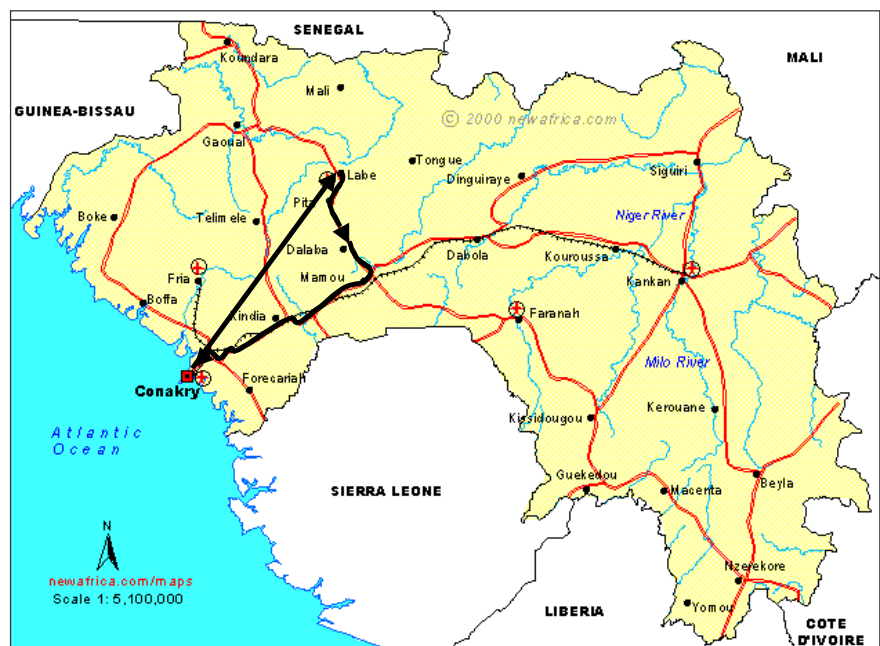 SENEGAL
MALI
Koundara
Mali
GUINEA-BISSAU
© 2000 newafrica.com
Gaoual
Tongue
Labe
Siguiri
Dinguiraye
Pita
Boke
Telimele
Niger River
Dalaba
Dabola
Kouroussa
Fria
Mamou
Kankan
Boffa
Kindia
Faranah
Milo River
Conakry
Forecariah
Kerouane
Kissidougou
Atlantic
Ocean
Guekedou
Beyla
SIERRA LEONE
Macenta
N
newafrica.com/maps
Scale 1: 5,100,000
Nzerekore
LIBERIA
Yomou
COTE
D'IVOIRE